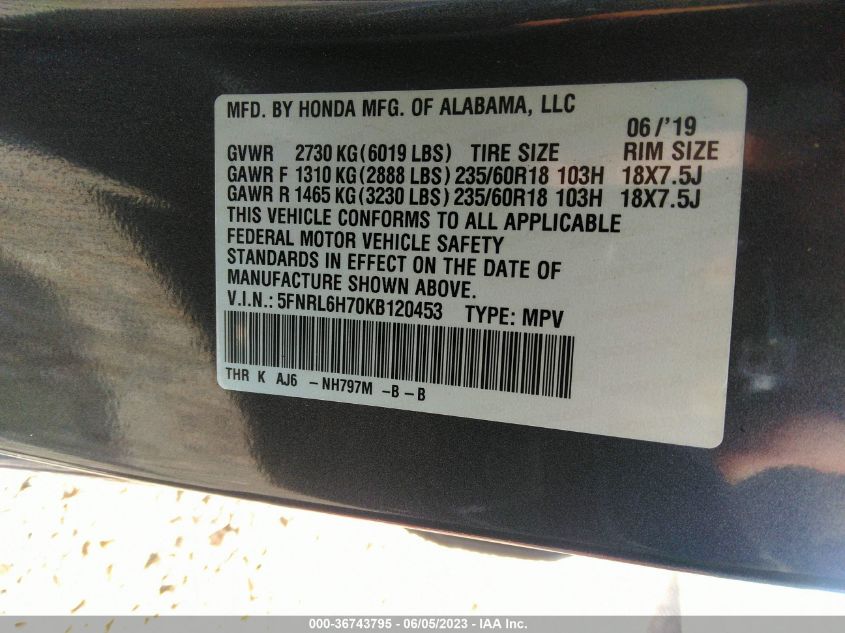 MFD. BY HONDA MFG. OF ALABAMA, LLC
06/'19
GVWR 2730 KG (6019 LBS) TIRE SIZE RIM SIZE
GAWR F 1310 KG (2888 LBS) 235/60R18 103H 18X7.5J
GAWR R 1465 KG (3230 LBS) 235/60R18 103H 18X7.5J
THIS VEHICLE CONFORMS TO ALL APPLICABLE
FEDERAL MOTOR VEHICLE SAFETY
STANDARDS IN EFFECT ON THE DATE OF
MANUFACTURE SHOWN ABOVE.
V.I.N.: 5FNRL6H70KB120453 TYPE: MPV
THR K AJ6 - NH797M - B - B
000-36743795 - 06/05/2023 - IAA Inc.